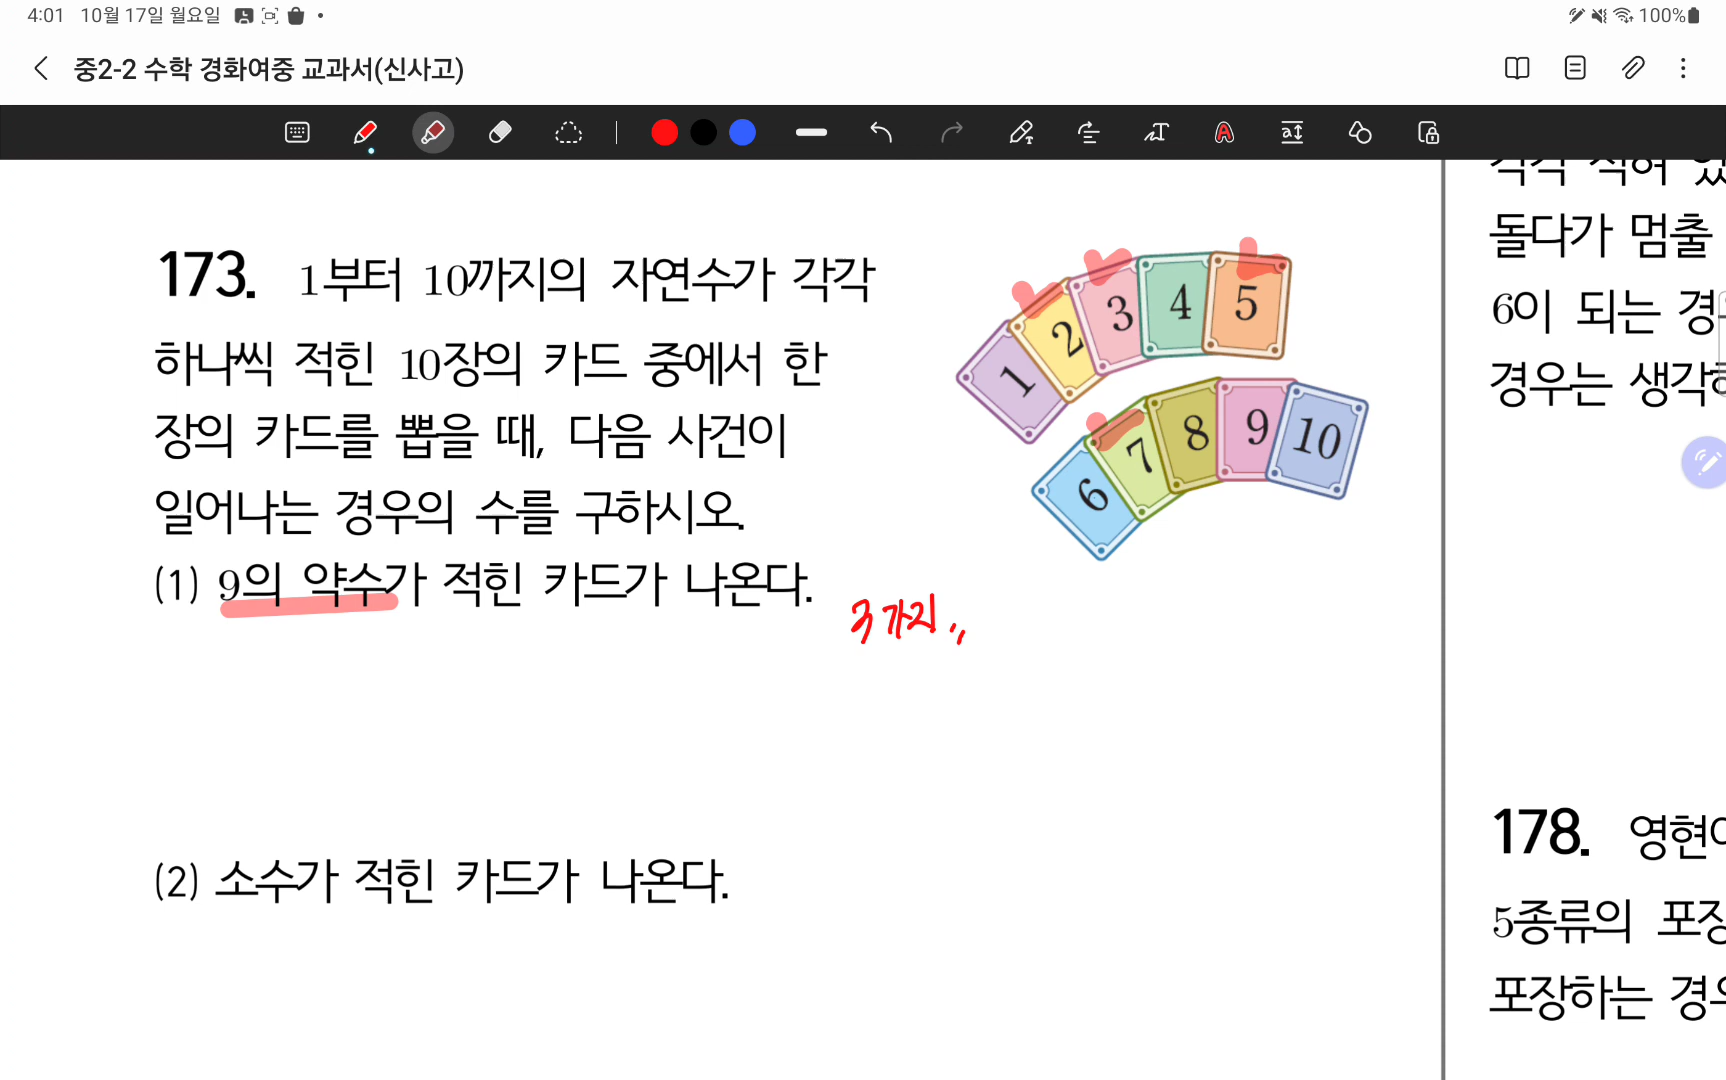 4:01 10월 17일 월요일
100%
중2-2 수학 경화여중 교과서(신사고)
173. 1부터 10까지의 자연수가 각각
하나씩 적힌 10장의 카드 중에서 한
장의 카드를 뽑을 때, 다음 사건이
일어나는 경우의 수를 구하시오.
(1) 9의 약수가 적힌 카드가 나온다.
3가지
(2) 소수가 적힌 카드가 나온다.
1 2 3 4 5
6 7 8 9 10
각각 적혀
돌다가 멈출
6이 되는
경우는
178. 영현이
5종류의
포장하는